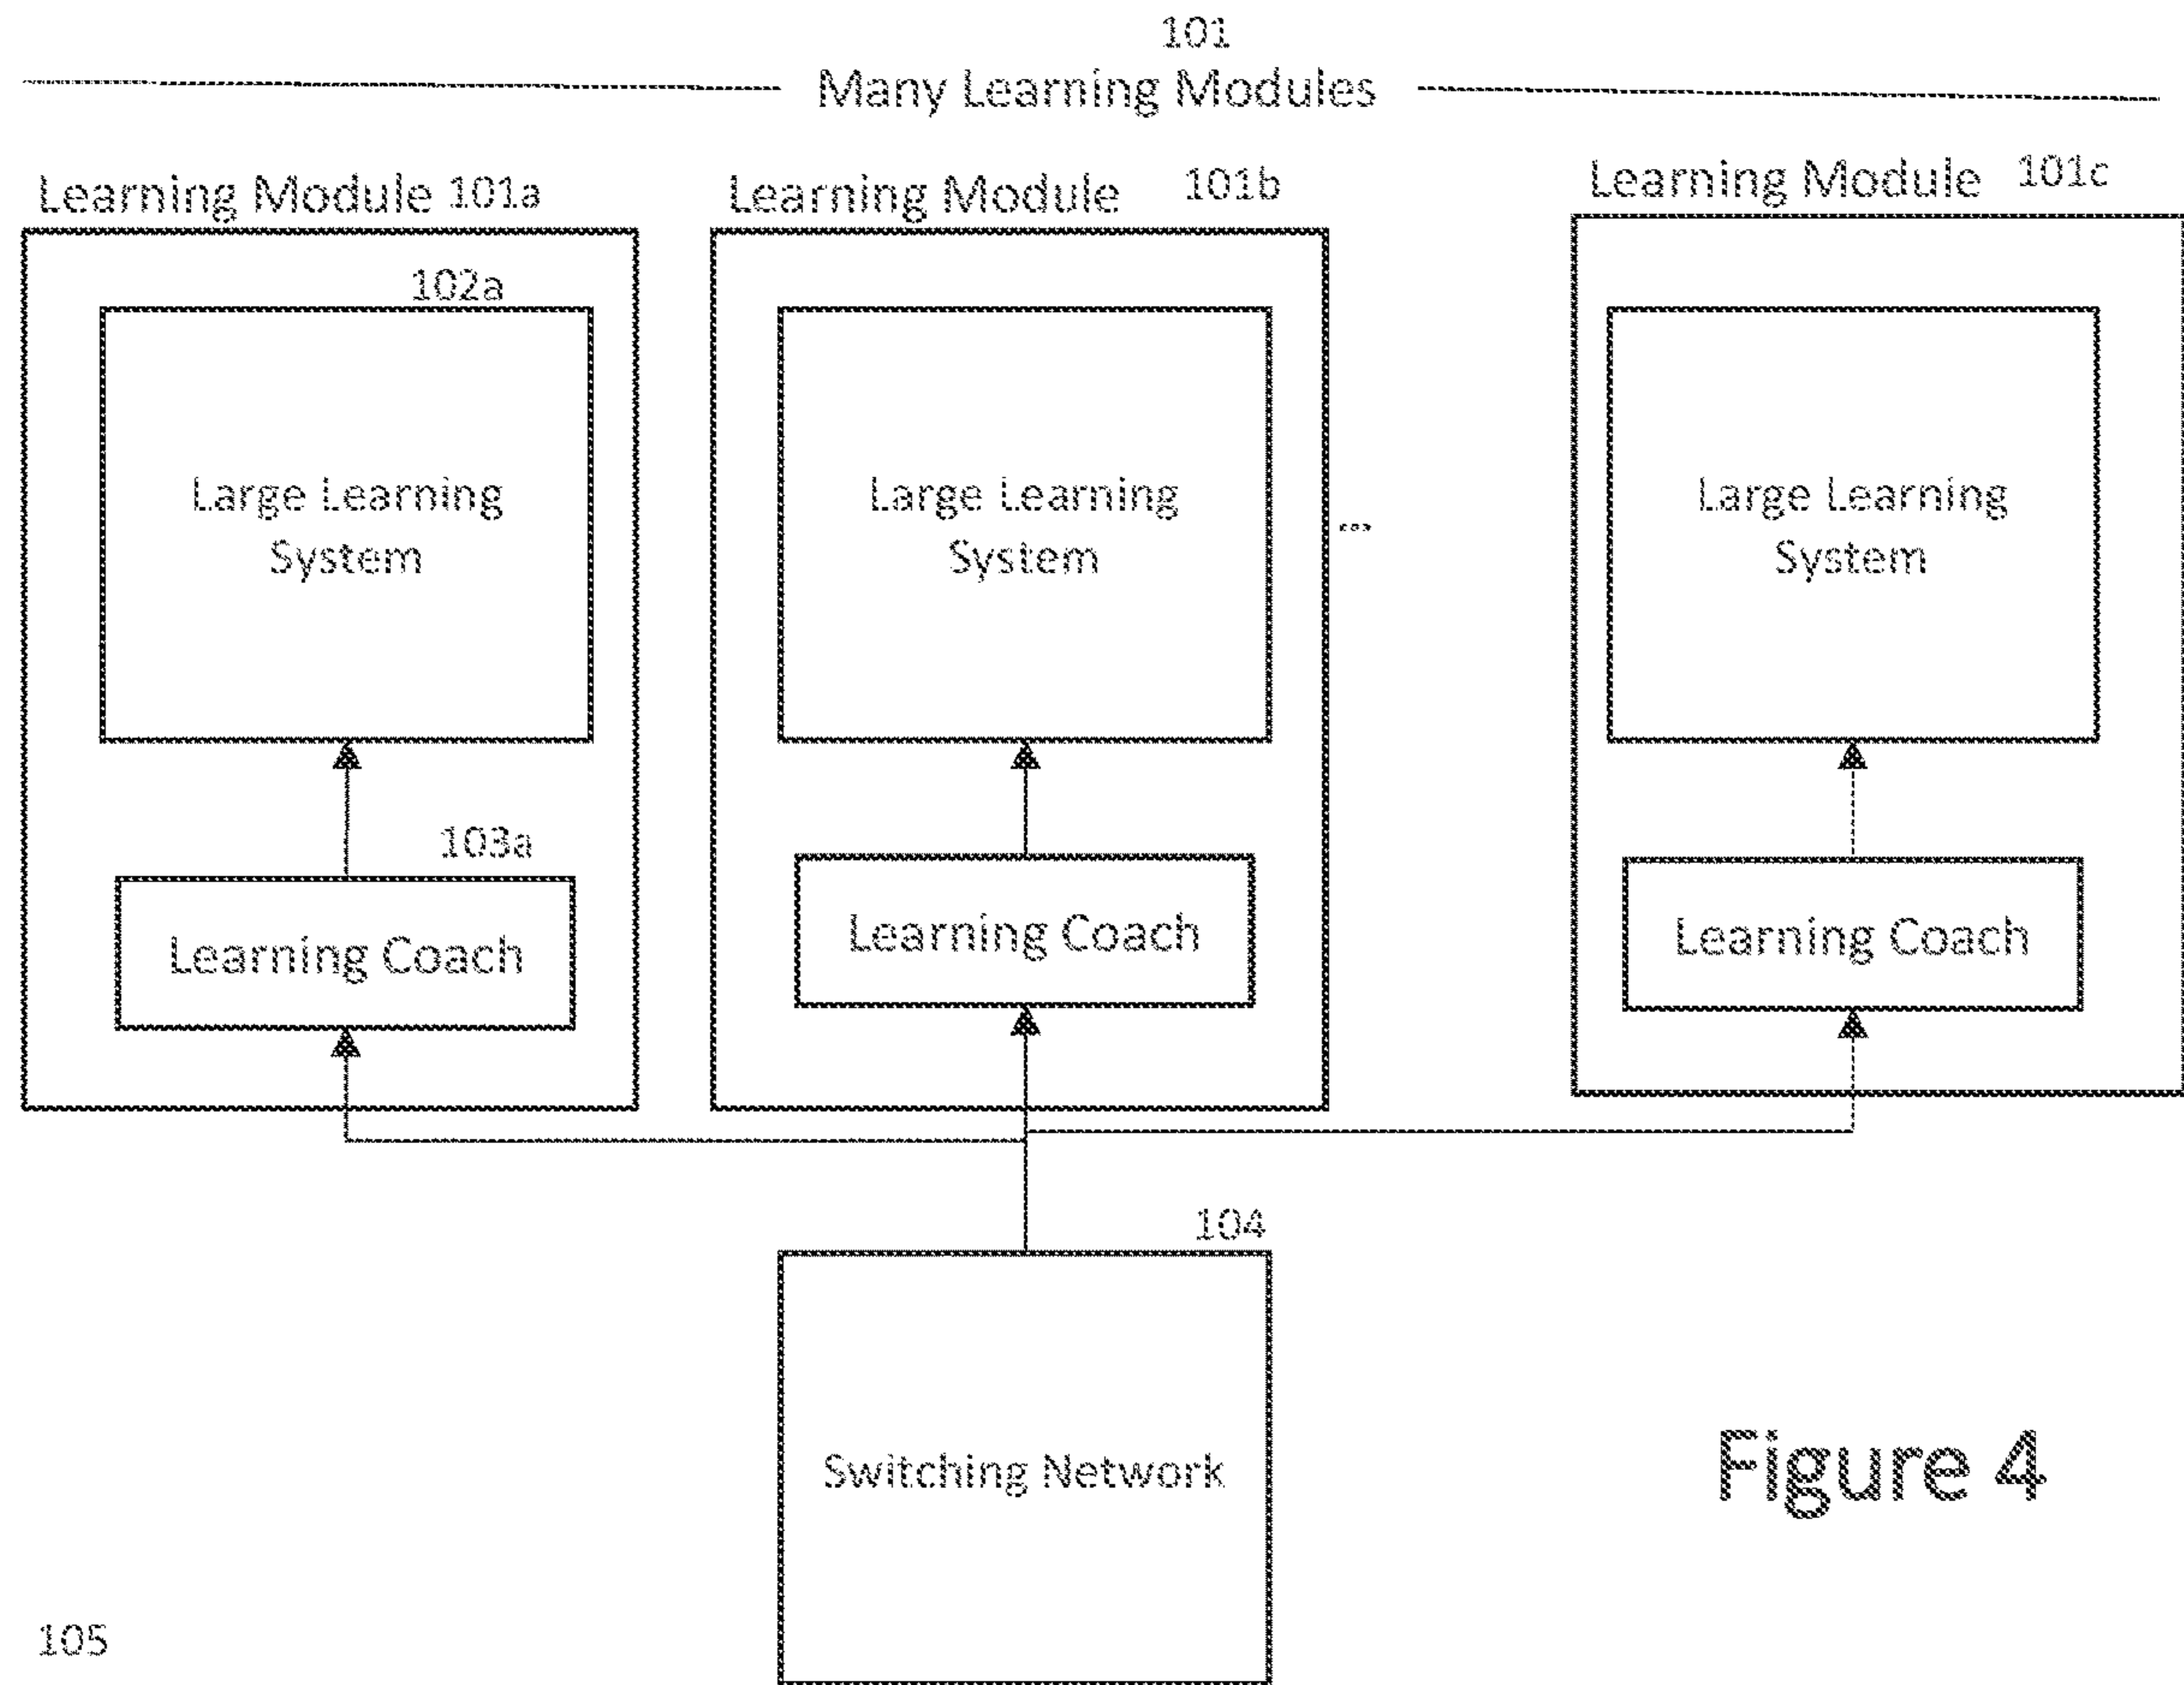 101
Many Learning Modules
Learning Module 101a
Learning Module 101b
Learning Module 101c
102a
Large Learning
System
Large Learning
System
...
Large Learning
System
103a
Learning Coach
Learning Coach
Learning Coach
104
Switching Network
Figure 4
105